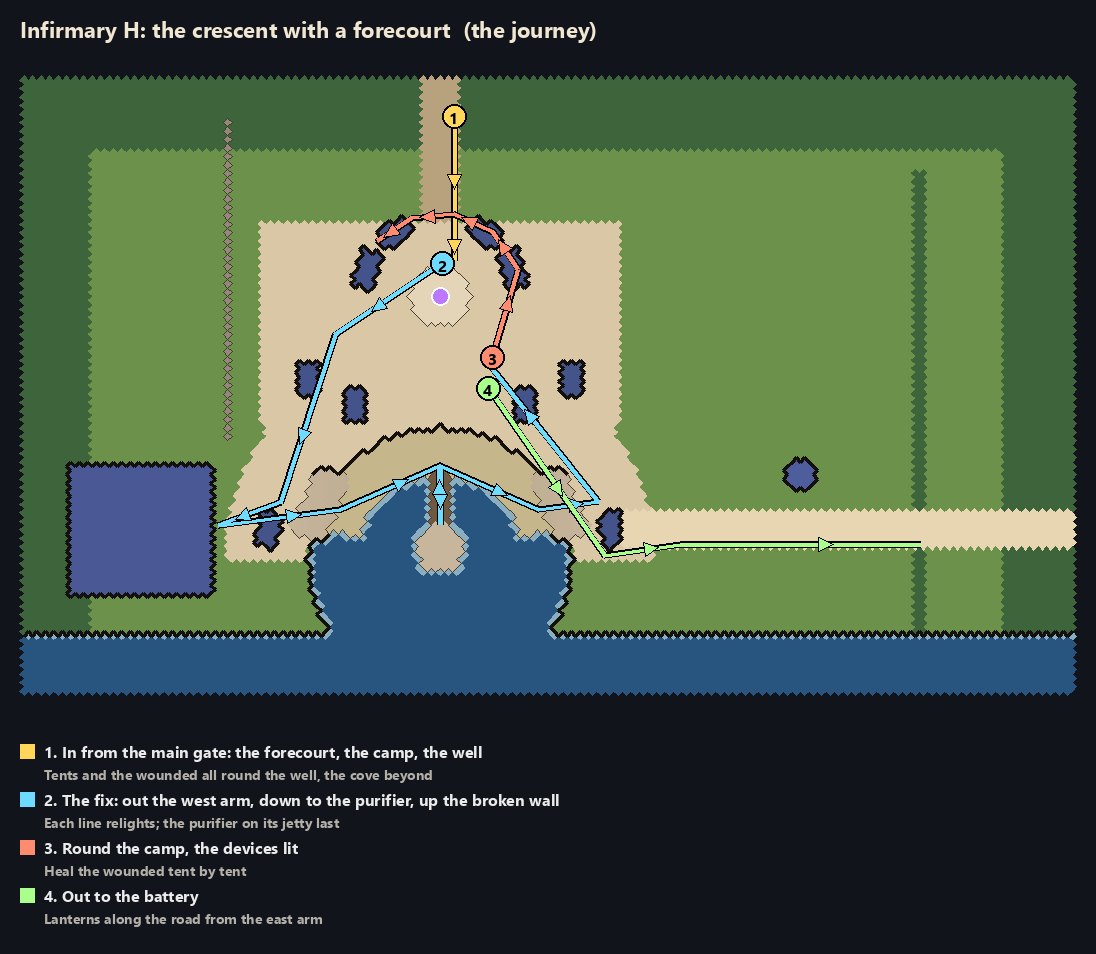 Infirmary H: the crescent with a forecourt (the journey)
1
2
3
4
1. In from the main gate: the forecourt, the camp, the well
Tents and the wounded all round the well, the cove beyond
2. The fix: out the west arm, down to the purifier, up the broken wall
Each line relights; the purifier on its jetty last
3. Round the camp, the devices lit
Heal the wounded tent by tent
4. Out to the battery
Lanterns along the road from the east arm